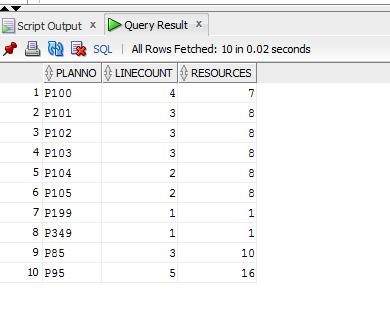 Script Output x Query Result x
SQL | All Rows Fetched: 10 in 0.02 seconds
PLANNO LINECOUNT RESOURCES
1 P100 4 7
2 P101 3 8
3 P102 3 8
4 P103 3 8
5 P104 2 8
6 P105 2 8
7 P199 1 1
8 P349 1 1
9 P85 3 10
10 P95 5 16